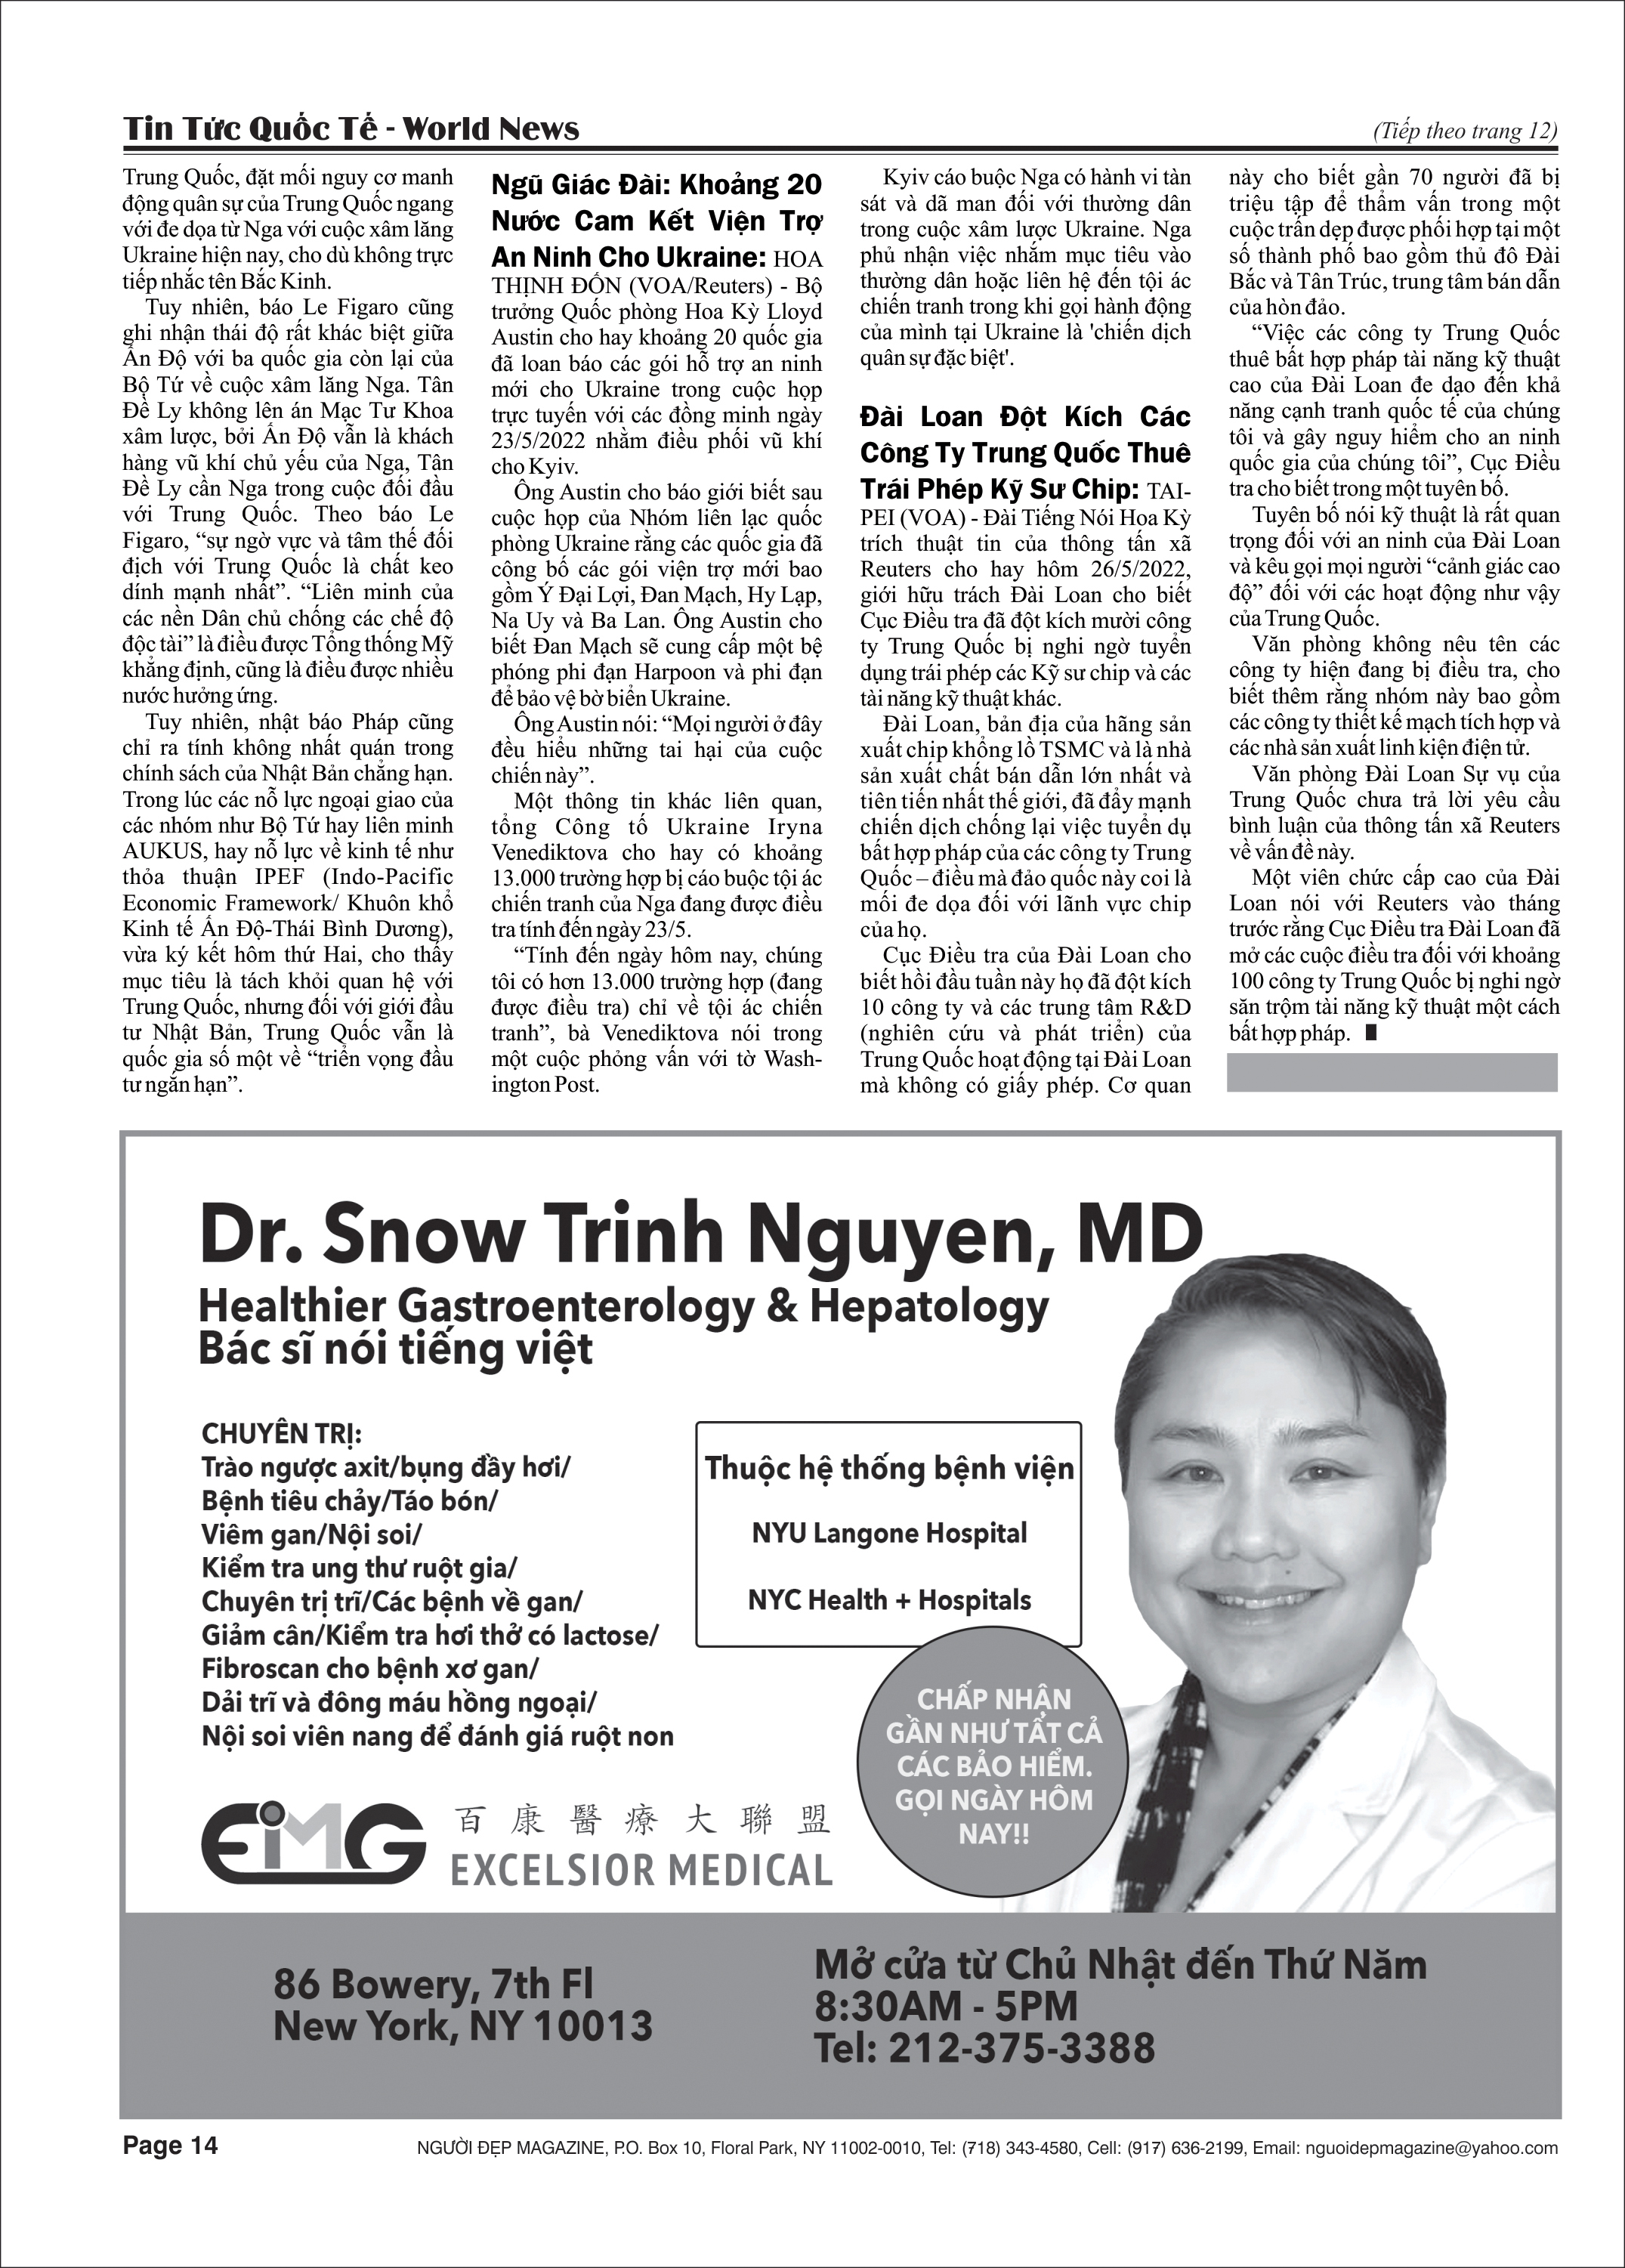 Tin Tức Quốc Tế - World News
(Tiếp theo trang 12)
Trung Quốc, đặt mối nguy cơ manh
động quân sự của Trung Quốc ngang
với đe dọa từ Nga với cuộc xâm lăng
Ukraine hiện nay, cho dù không trực
tiếp nhắc tên Bắc Kinh.
Tuy nhiên, báo Le Figaro cũng
ghi nhận thái độ rất khác biệt giữa
Ấn Độ với ba quốc gia còn lại của
Bộ Tứ về cuộc xâm lăng Nga. Tân
Đề Ly không lên án Mạc Tư Khoa
xâm lược, bởi Ấn Độ vẫn là khách
hàng vũ khí chủ yếu của Nga, Tân
Đề Ly cần Nga trong cuộc đối đầu
với Trung Quốc. Theo báo Le
Figaro, “sự ngờ vực và tâm thế đối
địch với Trung Quốc là chất keo
dính mạnh nhất”. “Liên minh của
các nền Dân chủ chống các chế độ
độc tài” là điều được Tổng thống Mỹ
khẳng định, cũng là điều được nhiều
nước hưởng ứng.
Tuy nhiên, nhật báo Pháp cũng
chỉ ra tính không nhất quán trong
chính sách của Nhật Bản chẳng hạn.
Trong lúc các nỗ lực ngoại giao của
các nhóm như Bộ Tứ hay liên minh
AUKUS, hay nỗ lực về kinh tế như
thỏa thuận IPEF (Indo-Pacific
Economic Framework/ Khuôn khổ
Kinh tế Ấn Độ-Thái Bình Dương),
vừa ký kết hôm thứ Hai, cho thấy
mục tiêu là tách khỏi quan hệ với
Trung Quốc, nhưng đối với giới đầu
tư Nhật Bản, Trung Quốc vẫn là
quốc gia số một về “triển vọng đầu
tư ngắn hạn”.
Ngũ Giác Đài: Khoảng 20
Nước Cam Kết Viện Trợ
An Ninh Cho Ukraine: HOA
THỊNH ĐỐN (VOA/Reuters) - Bộ
trưởng Quốc phòng Hoa Kỳ Lloyd
Austin cho hay khoảng 20 quốc gia
đã loan báo các gói hỗ trợ an ninh
mới cho Ukraine trong cuộc họp
trực tuyến với các đồng minh ngày
23/5/2022 nhằm điều phối vũ khí
cho Kyiv.
Ông Austin cho báo giới biết sau
cuộc họp của Nhóm liên lạc quốc
phòng Ukraine rằng các quốc gia đã
công bố các gói viện trợ mới bao
gồm Ý Đại Lợi, Đan Mạch, Hy Lạp,
Na Uy và Ba Lan. Ông Austin cho
biết Đan Mạch sẽ cung cấp một bệ
phóng phi đạn Harpoon và phi đạn
để bảo vệ bờ biển Ukraine.
Ông Austin nói: “Mọi người ở đây
đều hiểu những tai hại của cuộc
chiến này”.
Một thông tin khác liên quan,
tổng Công tố Ukraine Iryna
Venediktova cho hay có khoảng
13.000 trường hợp bị cáo buộc tội ác
chiến tranh của Nga đang được điều
tra tính đến ngày 23/5.
“Tính đến ngày hôm nay, chúng
tôi có hơn 13.000 trường hợp (đang
được điều tra) chỉ về tội ác chiến
tranh”, bà Venediktova nói trong
một cuộc phỏng vấn với tờ Wash-
ington Post.
Kyiv cáo buộc Nga có hành vi tàn
sát và dã man đối với thường dân
trong cuộc xâm lược Ukraine. Nga
phủ nhận việc nhắm mục tiêu vào
thường dân hoặc liên hệ đến tội ác
chiến tranh trong khi gọi hành động
của mình tại Ukraine là 'chiến dịch
quân sự đặc biệt'.
Đài Loan Đột Kích Các
Công Ty Trung Quốc Thuê
Trái Phép Kỹ Sư Chip: TAI-
PEI (VOA) - Đài Tiếng Nói Hoa Kỳ
trích thuật tin của thông tấn xã
Reuters cho hay hôm 26/5/2022,
giới hữu trách Đài Loan cho biết
Cục Điều tra đã đột kích mười công
ty Trung Quốc bị nghi ngờ tuyển
dụng trái phép các Kỹ sư chip và các
tài năng kỹ thuật khác.
Đài Loan, bản địa của hãng sản
xuất chip khổng lồ TSMC và là nhà
sản xuất chất bán dẫn lớn nhất và
tiên tiến nhất thế giới, đã đẩy mạnh
chiến dịch chống lại việc tuyển dụ
bất hợp pháp của các công ty Trung
Quốc – điều mà đảo quốc này coi là
mối đe dọa đối với lãnh vực chip
của họ.
Cục Điều tra của Đài Loan cho
biết hồi đầu tuần này họ đã đột kích
10 công ty và các trung tâm R&D
(nghiên cứu và phát triển) của
Trung Quốc hoạt động tại Đài Loan
mà không có giấy phép. Cơ quan
này cho biết gần 70 người đã bị
triệu tập để thẩm vấn trong một
cuộc trấn dẹp được phối hợp tại một
số thành phố bao gồm thủ đô Đài
Bắc và Tân Trúc, trung tâm bán dẫn
của hòn đảo.
“Việc các công ty Trung Quốc
thuê bất hợp pháp tài năng kỹ thuật
cao của Đài Loan đe dạo đến khả
năng cạnh tranh quốc tế của chúng
tôi và gây nguy hiểm cho an ninh
quốc gia của chúng tôi”, Cục Điều
tra cho biết trong một tuyên bố.
Tuyên bố nói kỹ thuật là rất quan
trọng đối với an ninh của Đài Loan
và kêu gọi mọi người “cảnh giác cao
độ” đối với các hoạt động như vậy
của Trung Quốc.
Văn phòng không nêu tên các
công ty hiện đang bị điều tra, cho
biết thêm rằng nhóm này bao gồm
các công ty thiết kế mạch tích hợp và
các nhà sản xuất linh kiện điện tử.
Văn phòng Đài Loan Sự vụ của
Trung Quốc chưa trả lời yêu cầu
bình luận của thông tấn xã Reuters
về vấn đề này.
Một viên chức cấp cao của Đài
Loan nói với Reuters vào tháng
trước rằng Cục Điều tra Đài Loan đã
mở các cuộc điều tra đối với khoảng
100 công ty Trung Quốc bị nghi ngờ
săn trộm tài năng kỹ thuật một cách
bất hợp pháp. ∎
Dr. Snow Trinh Nguyen, MD
Healthier Gastroenterology & Hepatology
Bác sĩ nói tiếng việt
CHUYÊN TRỊ:
Trào ngược axit/bụng đầy hơi/
Bệnh tiêu chảy/Táo bón/
Viêm gan/Nội soi/
Kiểm tra ung thư ruột gia/
Chuyên trị trĩ/Các bệnh về gan/
Giảm cân/Kiểm tra hơi thở có lactose/
Fibroscan cho bệnh xơ gan/
Dải trĩ và đông máu hồng ngoại/
Nội soi viên nang để đánh giá ruột non
Thuộc hệ thống bệnh viện
NYU Langone Hospital
NYC Health + Hospitals
CHẤP NHẬN
GẦN NHƯ TẤT CẢ
CÁC BẢO HIỂM.
GỌI NGÀY HÔM
NAY!!
EiMG
百康醫療大聯盟
EXCELSIOR MEDICAL
86 Bowery, 7th Fl
New York, NY 10013
Mở cửa từ Chủ Nhật đến Thứ Năm
8:30AM - 5PM
Tel: 212-375-3388
Page 14
NGƯỜI ĐẸP MAGAZINE, P.O. Box 10, Floral Park, NY 11002-0010, Tel: (718) 343-4580, Cell: (917) 636-2199, Email: nguoidepmagazine@yahoo.com